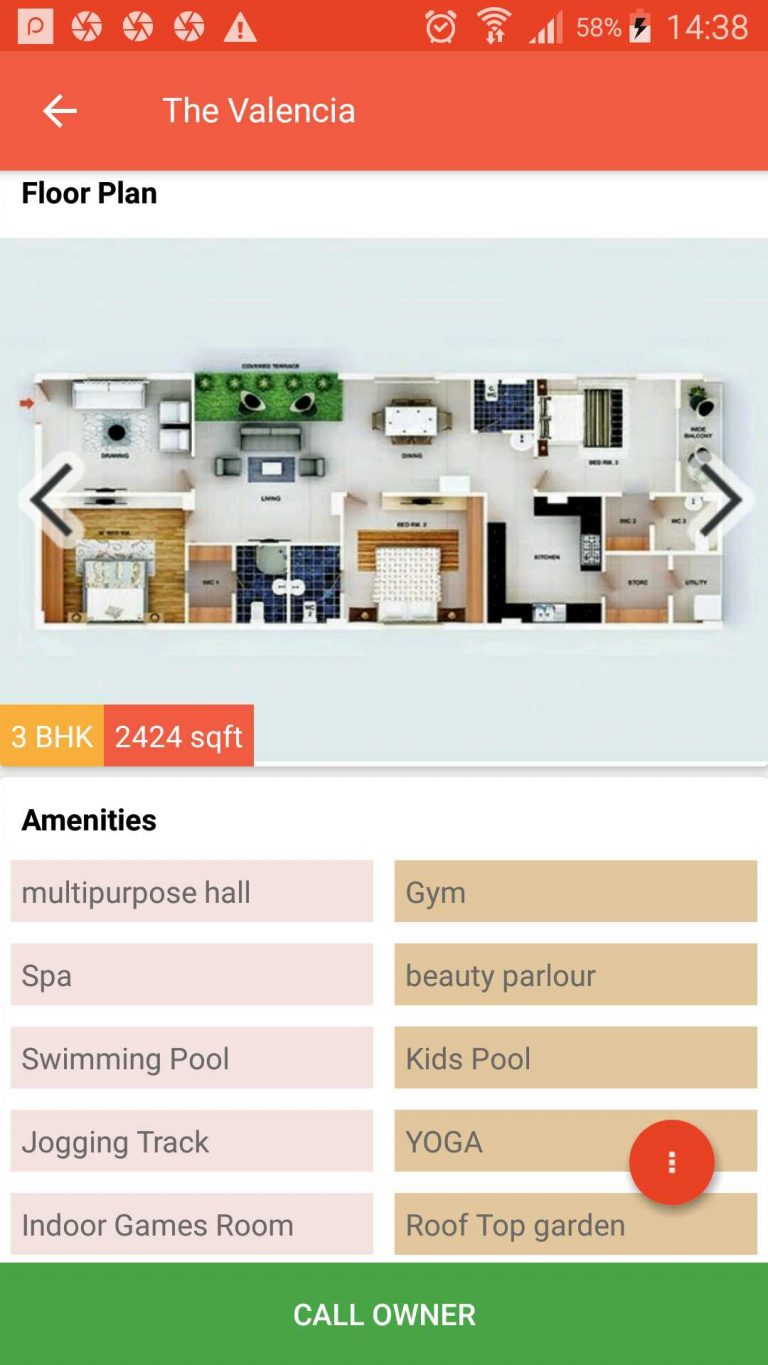 58% 14:38
The Valencia
Floor Plan
COVERED TERRACE
DRAWING
LIVING
DINING
BED RM. 3
WIDE
BALCONY
BED RM. 2
KITCHEN
STORE
UTILITY
3 BHK 2424 sqft
Amenities
multipurpose hall Gym
Spa beauty parlour
Swimming Pool Kids Pool
Jogging Track YOGA
Indoor Games Room Roof Top garden
CALL OWNER